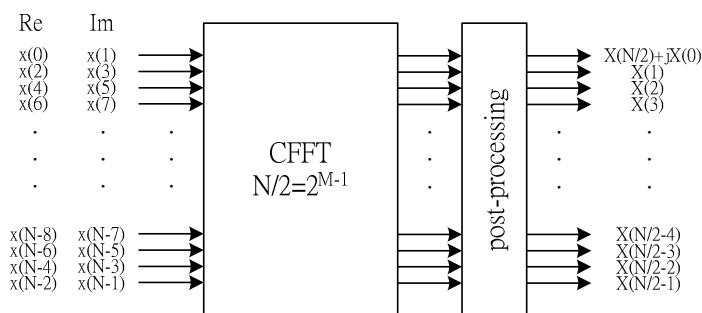 Re Im
x(0) x(1) X(N/2)+jX(0)
x(2) x(3) X(1)
x(4) x(5) X(2)
x(6) x(7) X(3)
CFFT
N/2=2^{M-1}
post-processing
x(N-8) x(N-7) X(N/2-4)
x(N-6) x(N-5) X(N/2-3)
x(N-4) x(N-3) X(N/2-2)
x(N-2) x(N-1) X(N/2-1)